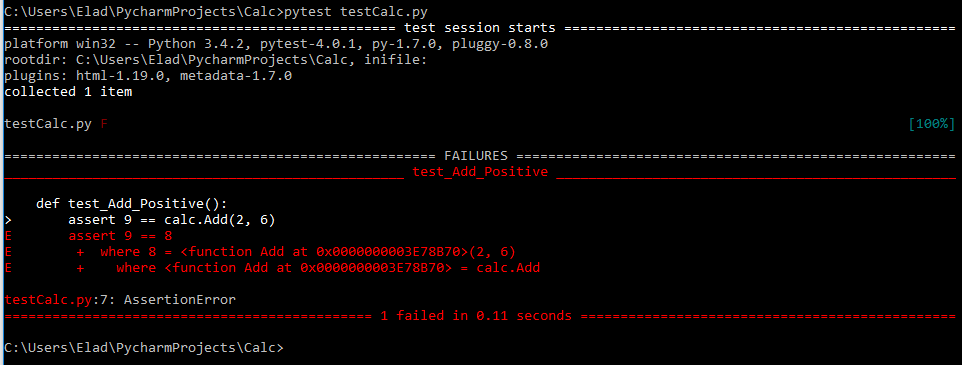 C:\Users\Elad\PycharmProjects\Calc>pytest testCalc.py
================================================= test session starts =================================================
platform win32 -- Python 3.4.2, pytest-4.0.1, py-1.7.0, pluggy-0.8.0
rootdir: C:\Users\Elad\PycharmProjects\Calc, inifile:
plugins: html-1.19.0, metadata-1.7.0
collected 1 item
testCalc.py F [100%]
====================================================== FAILURES =======================================================
__________________________________________________ test_Add_Positive __________________________________________________
def test_Add_Positive():
> assert 9 == calc.Add(2, 6)
E assert 9 == 8
E + where 8 = <function Add at 0x0000000003E78B70>(2, 6)
E + where <function Add at 0x0000000003E78B70> = calc.Add
testCalc.py:7: AssertionError
============================================== 1 failed in 0.11 seconds ===============================================
C:\Users\Elad\PycharmProjects\Calc>